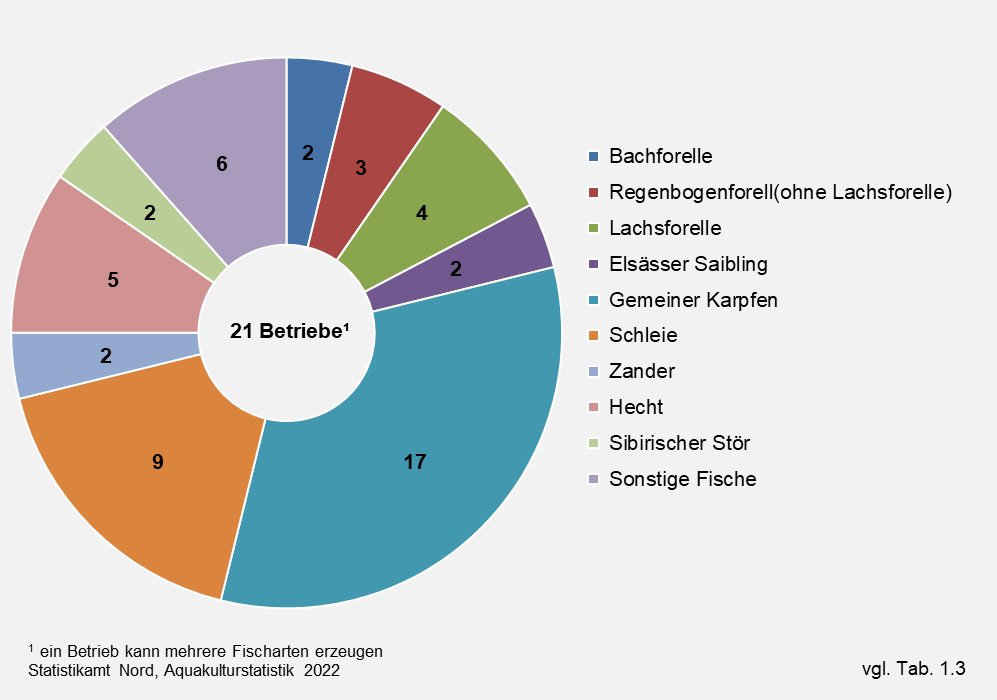 2
3
4
2
17
9
2
5
2
6
21 Betriebe¹
Bachforelle
Regenbogenforell(ohne Lachsforelle)
Lachsforelle
Elsässer Saibling
Gemeiner Karpfen
Schleie
Zander
Hecht
Sibirischer Stör
Sonstige Fische
¹ ein Betrieb kann mehrere Fischarten erzeugen
Statistikamt Nord, Aquakulturstatistik 2022
vgl. Tab. 1.3